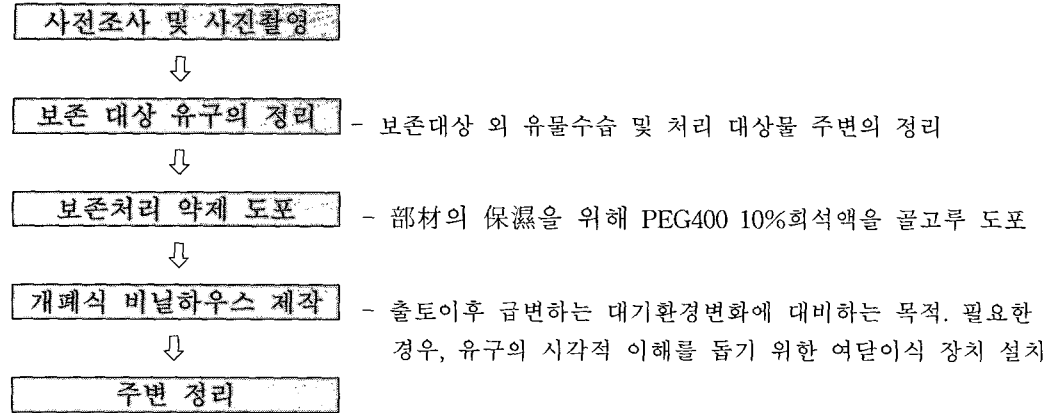 사전조사 및 사진촬영
⇩
보존 대상 유구의 정리 - 보존대상 외 유물수습 및 처리 대상물 주변의 정리
⇩
보존처리 약제 도포 - 部材의 保濕을 위해 PEG400 10%희석액을 골고루 도포
⇩
개폐식 비닐하우스 제작 - 출토이후 급변하는 대기환경변화에 대비하는 목적. 필요한
경우, 유구의 시각적 이해를 돕기 위한 여닫이식 장치 설치
⇩
주변 정리